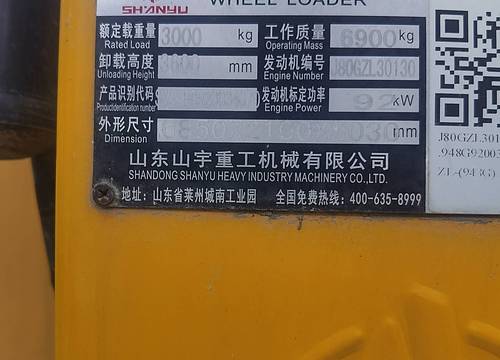 SHANYU WHEEL LOADER
额定载重量 3000 kg 工作质量 6900 kg
Rated Load Operating Mass
卸载高度 mm 发动机编号 J80GZL30130
Unloading Height Engine Number
产品识别代码 发动机标定功率 92 kW
Productidentification number Engine Power
外形尺寸 mm
Dimension
山东山宇重工机械有限公司
SHANDONG SHANYU HEAVY INDUSTRY MACHINERY CO.,LTD.
地址：山东省莱州城南工业园 全国免费热线：400-635-8999
J80GZL301
.948G92003
ZL-(948G)